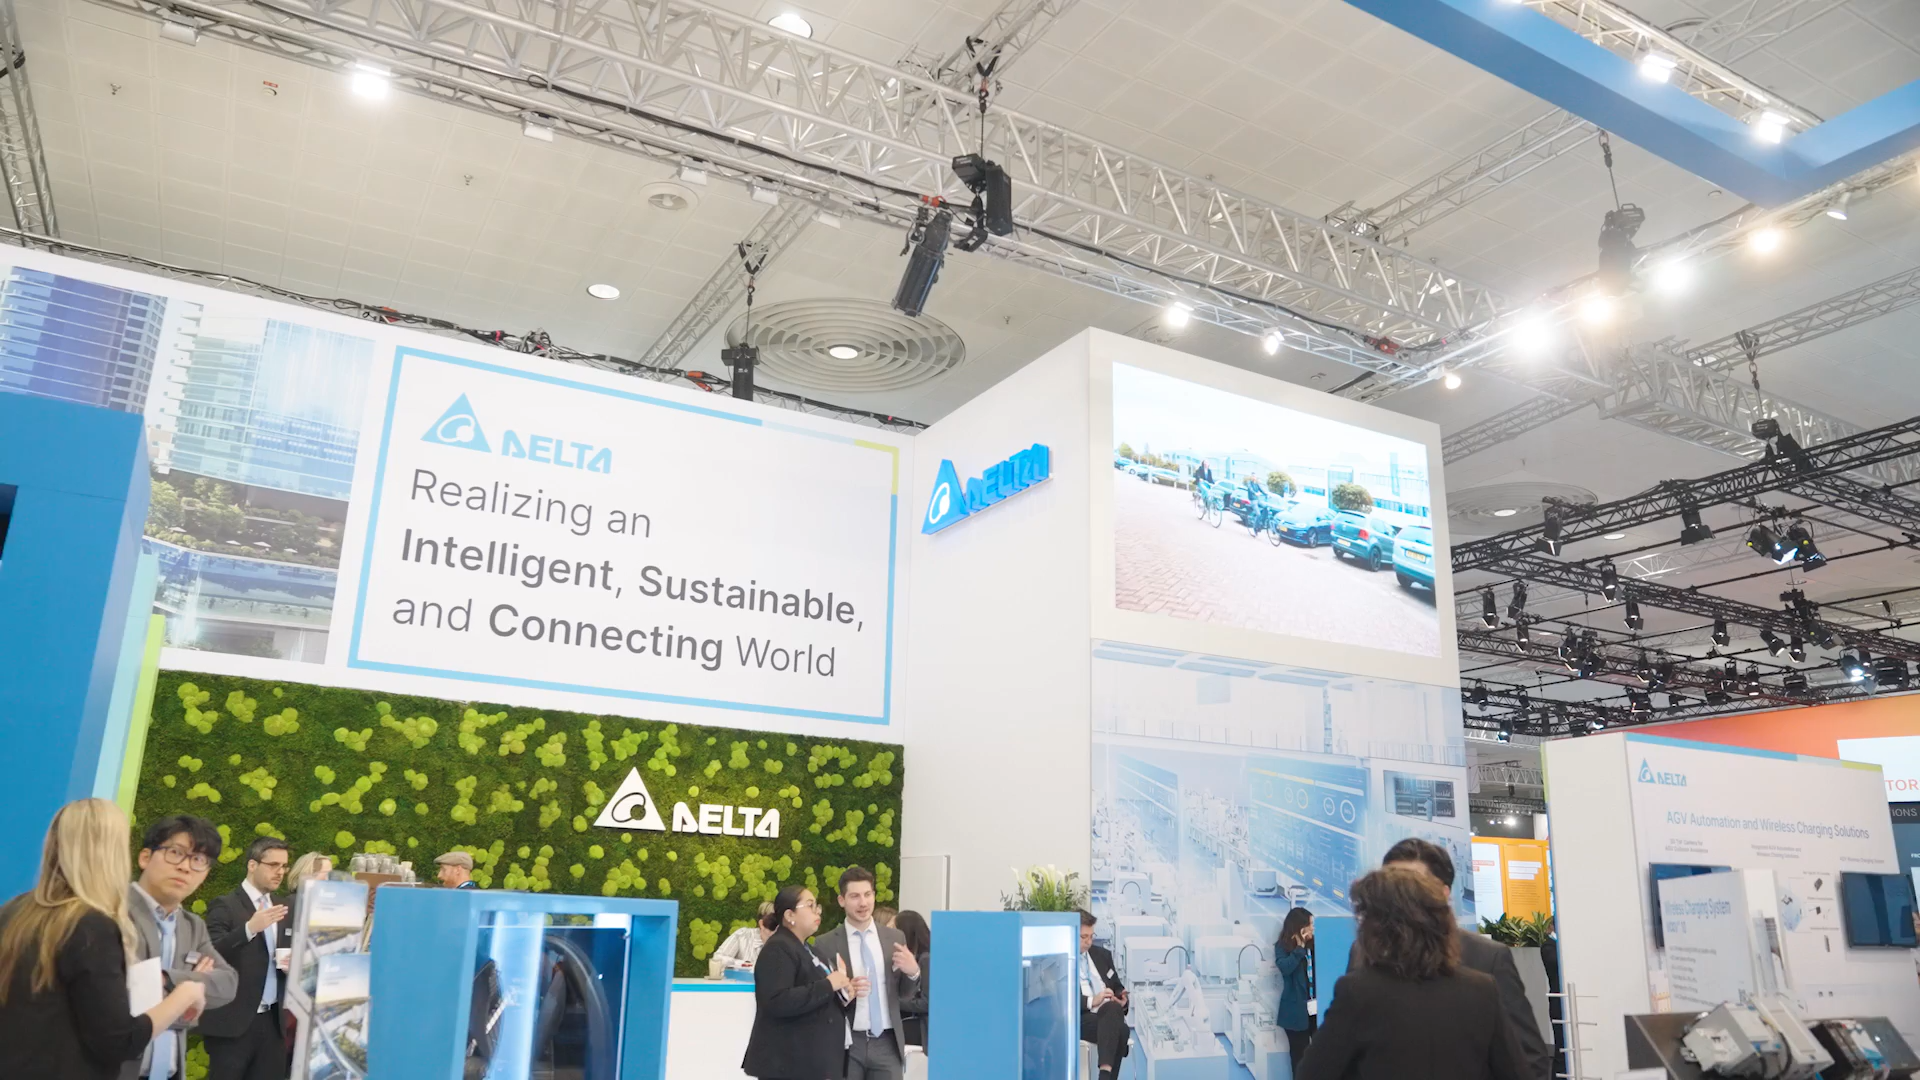 DELTA
Realizing an
Intelligent, Sustainable,
and Connecting World
DELTA
DELTA
DELTA
AGV Automation and Wireless Charging Solutions
Wireless Charging System